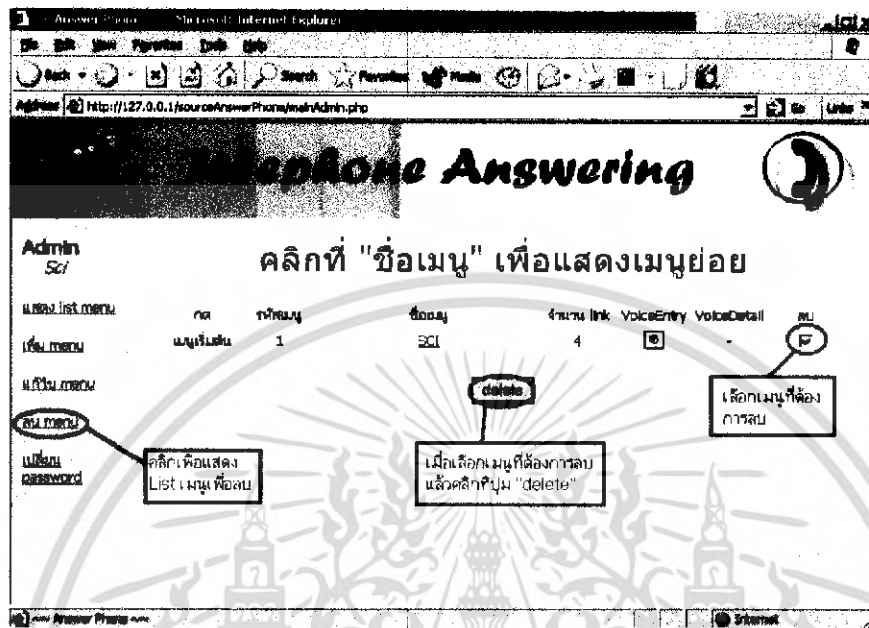 Answer Phone Microsoft Internet Explorer
File Edit View Favorites Tools Help
Back Search Favorites Media
Address http://127.0.0.1/sourceAnswerPhone/mainAdmin.php Go Links
Telephone Answering
Admin
Sci
คลิกที่ "ชื่อเมนู" เพื่อแสดงเมนูย่อย
แสดง list menu
เพิ่ม menu
แก้ไข menu
ลบ menu
เปลี่ยน
password
กด รหัสเมนู ชื่อเมนู จำนวน link VoiceEntry VoiceDetail ลบ
เมนูเริ่มต้น 1 SCI 4 -
delete
เลือกเมนูที่ต้อง
การลบ
คลิกเพื่อแสดง
List เมนูเพื่อลบ
เมื่อเลือกเมนูที่ต้องการลบ
แล้วคลิกที่ปุ่ม "delete"
Answer Phone Internet